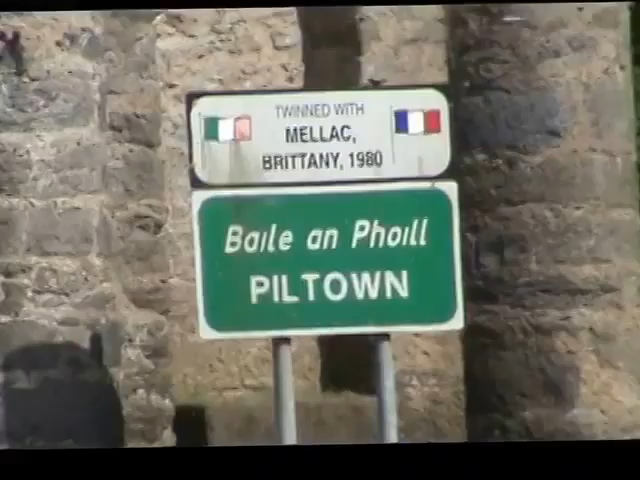 TWINNED WITH
MELLAC,
BRITTANY, 1980
Baile an Phoill
PILTOWN